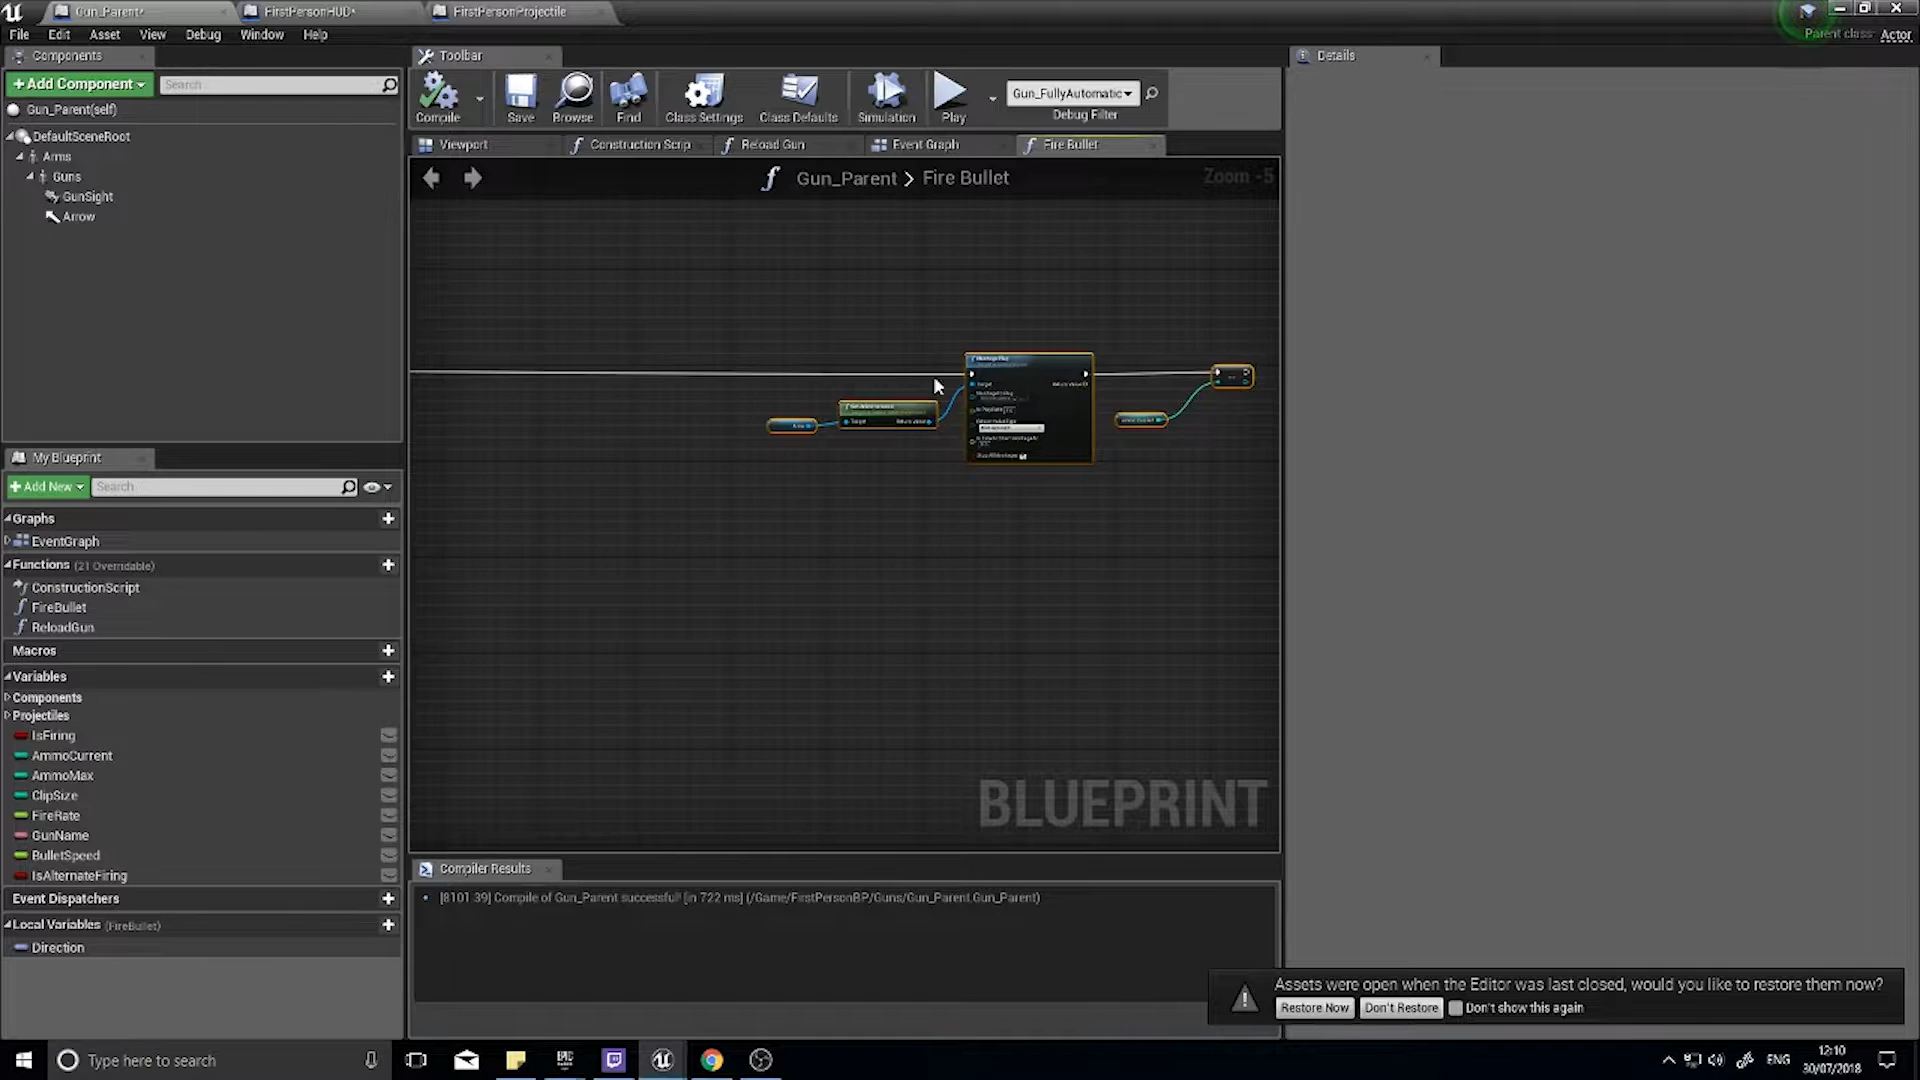 Gun_Parent*
FirstPersonHUD*
FirstPersonProjectile
File Edit Asset View Debug Window Help
Parent class: Actor
Components
Toolbar
Details
+Add Component
Search
Gun_Parent(self)
DefaultSceneRoot
Arms
Guns
GunSight
Arrow
Compile
Save
Browse
Find
Class Settings
Class Defaults
Simulation
Play
Gun_FullyAutomatic
Debug Filter
Viewport
Construction Scrip
Reload Gun
Event Graph
Fire Bullet
Gun_Parent > Fire Bullet
Zoom -5
BLUEPRINT
My Blueprint
+Add New
Search
Graphs
EventGraph
Functions (21 Overridable)
ConstructionScript
FireBullet
ReloadGun
Macros
Variables
Components
Projectiles
IsFiring
AmmoCurrent
AmmoMax
ClipSize
FireRate
GunName
BulletSpeed
IsAlternateFiring
Event Dispatchers
Local Variables (FireBullet)
Direction
Compiler Results
[8101.39] Compile of Gun_Parent successful! [in 722 ms] (/Game/FirstPersonBP/Guns/Gun_Parent.Gun_Parent)
Assets were open when the Editor was last closed, would you like to restore them now?
Restore Now
Don't Restore
Don't show this again
Type here to search
ENG
12:10
30/07/2018